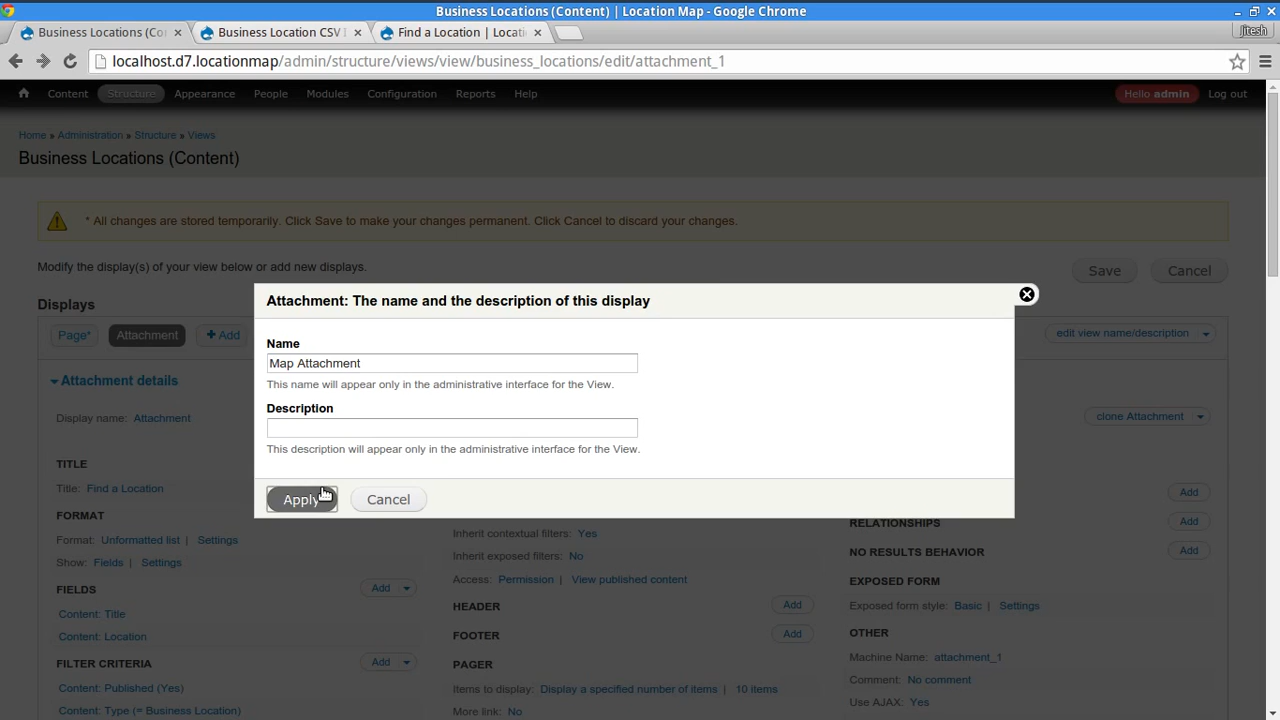 Business Locations (Content) | Location Map - Google Chrome
Business Locations (Con
Business Location CSV
Find a Location | Locati
jitesh
localhost.d7.locationmap/admin/structure/views/view/business_locations/edit/attachment_1
Content Structure Appearance People Modules Configuration Reports Help Hello admin Log out
Home » Administration » Structure » Views
Business Locations (Content)
* All changes are stored temporarily. Click Save to make your changes permanent. Click Cancel to discard your changes.
Modify the display(s) of your view below or add new displays.
Save Cancel
Displays
Page* Attachment Add edit view name/description
Attachment details
Display name: Attachment clone Attachment
Attachment: The name and the description of this display
Name
Map Attachment
This name will appear only in the administrative interface for the View.
Description
This description will appear only in the administrative interface for the View.
Apply Cancel
TITLE
Title: Find a Location
FORMAT
Format: Unformatted list | Settings
Show: Fields | Settings
FIELDS Add
Content: Title
Content: Location
FILTER CRITERIA Add
Content: Published (Yes)
Content: Type (= Business Location)
Inherit contextual filters: Yes
Inherit exposed filters: No
Access: Permission | View published content
HEADER Add
FOOTER Add
PAGER
Items to display: Display a specified number of items | 10 items
More link: No
Add
RELATIONSHIPS Add
NO RESULTS BEHAVIOR Add
EXPOSED FORM
Exposed form style: Basic | Settings
OTHER
Machine Name: attachment_1
Comment: No comment
Use AJAX: Yes